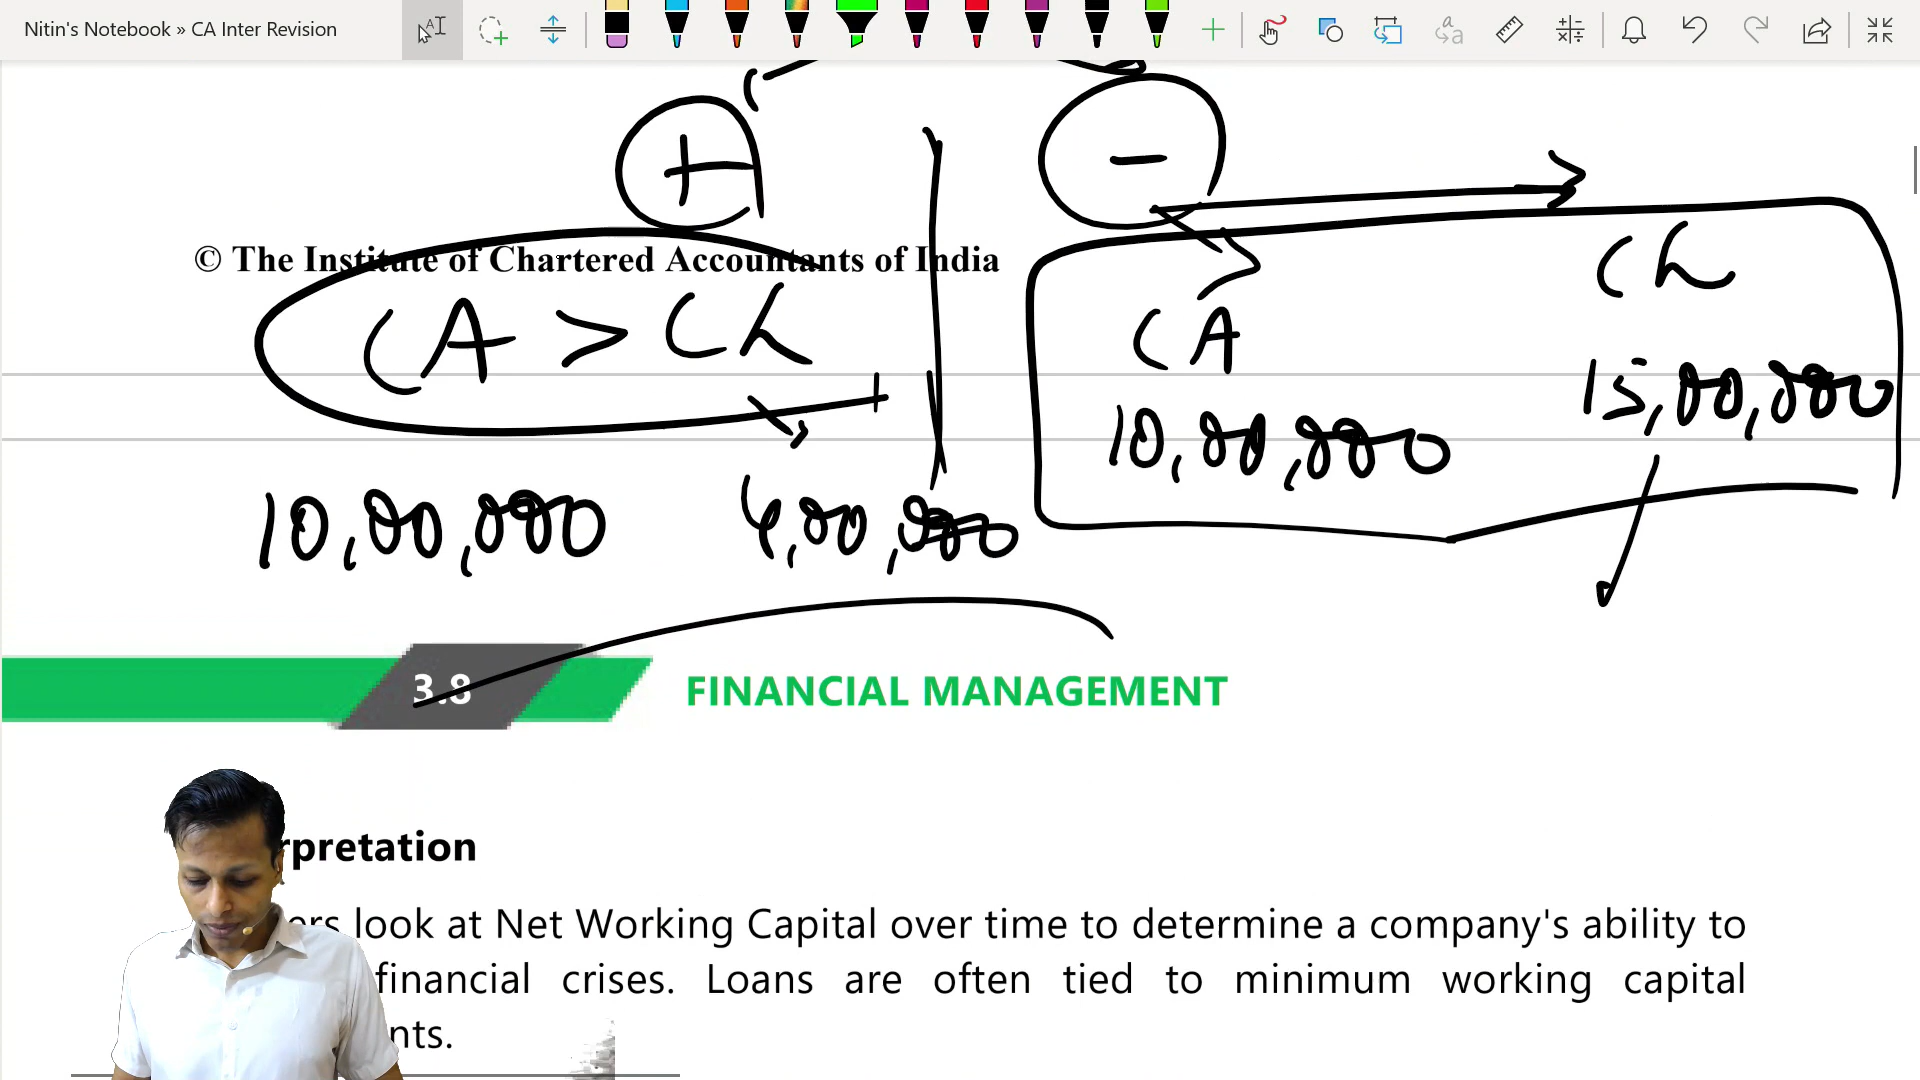 Nitin's Notebook » CA Inter Revision
+ −
© The Institute of Chartered Accountants of India
CA > CL
CA CL
10,00,000 15,00,000
10,00,000 4,00,000
3.8 FINANCIAL MANAGEMENT
rpretation
ers look at Net Working Capital over time to determine a company's ability to
financial crises. Loans are often tied to minimum working capital
nts.